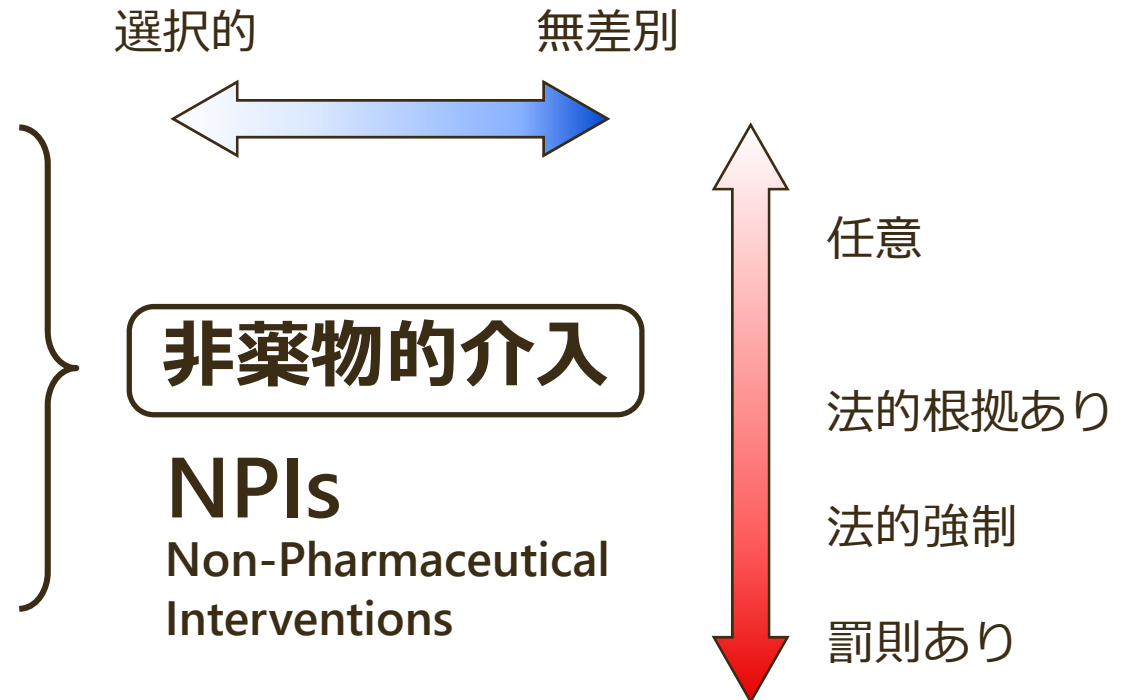 選択的
無差別
任意
非薬物的介入
法的根拠あり
NPIs
法的強制
Non-Pharmaceutical
Interventions
罰則あり